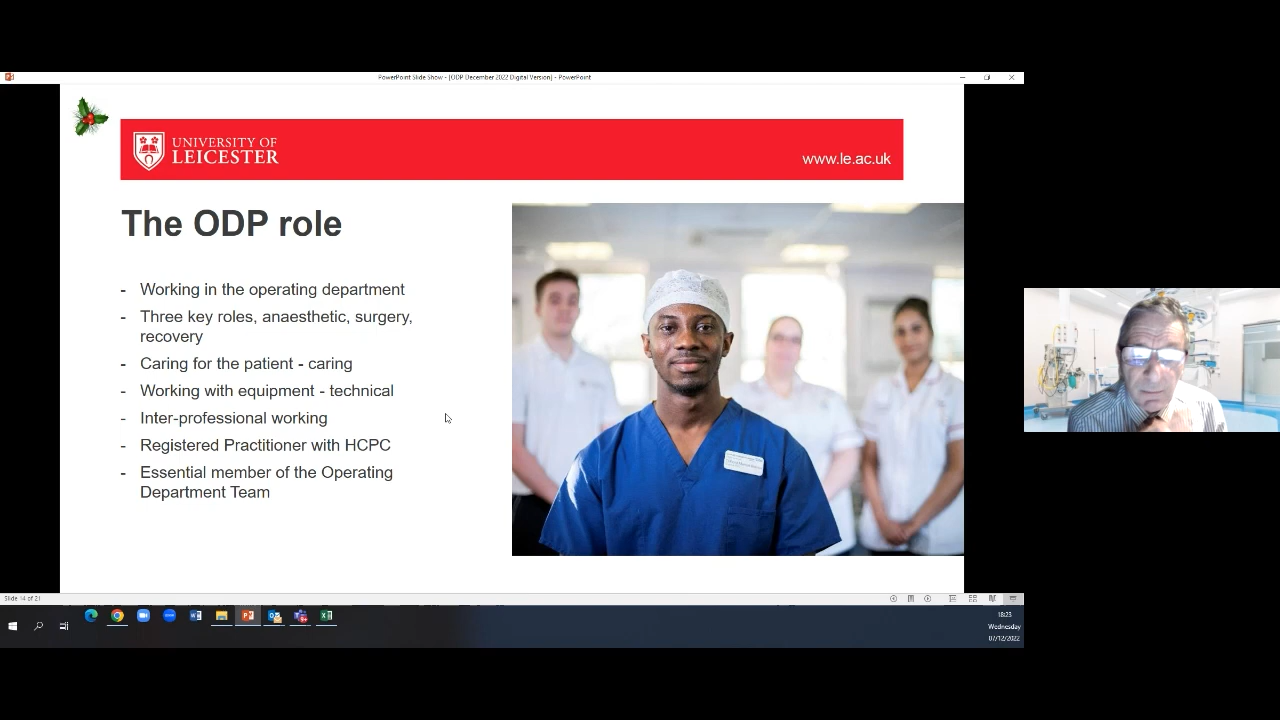 PowerPoint Slide Show - [ODP December 2022 Digital Version] - PowerPoint
UNIVERSITY OF
LEICESTER
www.le.ac.uk
The ODP role
- Working in the operating department
- Three key roles, anaesthetic, surgery,
recovery
- Caring for the patient - caring
- Working with equipment - technical
- Inter-professional working
- Registered Practitioner with HCPC
- Essential member of the Operating
Department Team
Slide 14 of 21
18:23
Wednesday
07/12/2022